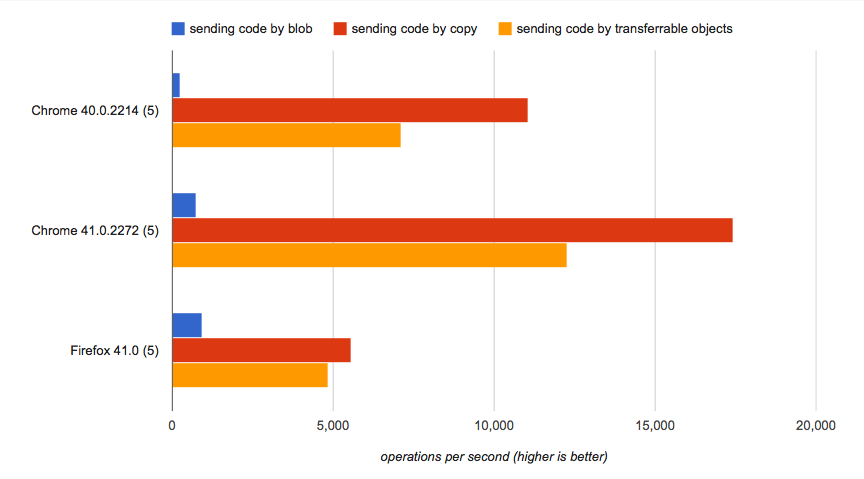 sending code by blob sending code by copy sending code by transferrable objects
Chrome 40.0.2214 (5)
Chrome 41.0.2272 (5)
Firefox 41.0 (5)
0 5,000 10,000 15,000 20,000
operations per second (higher is better)